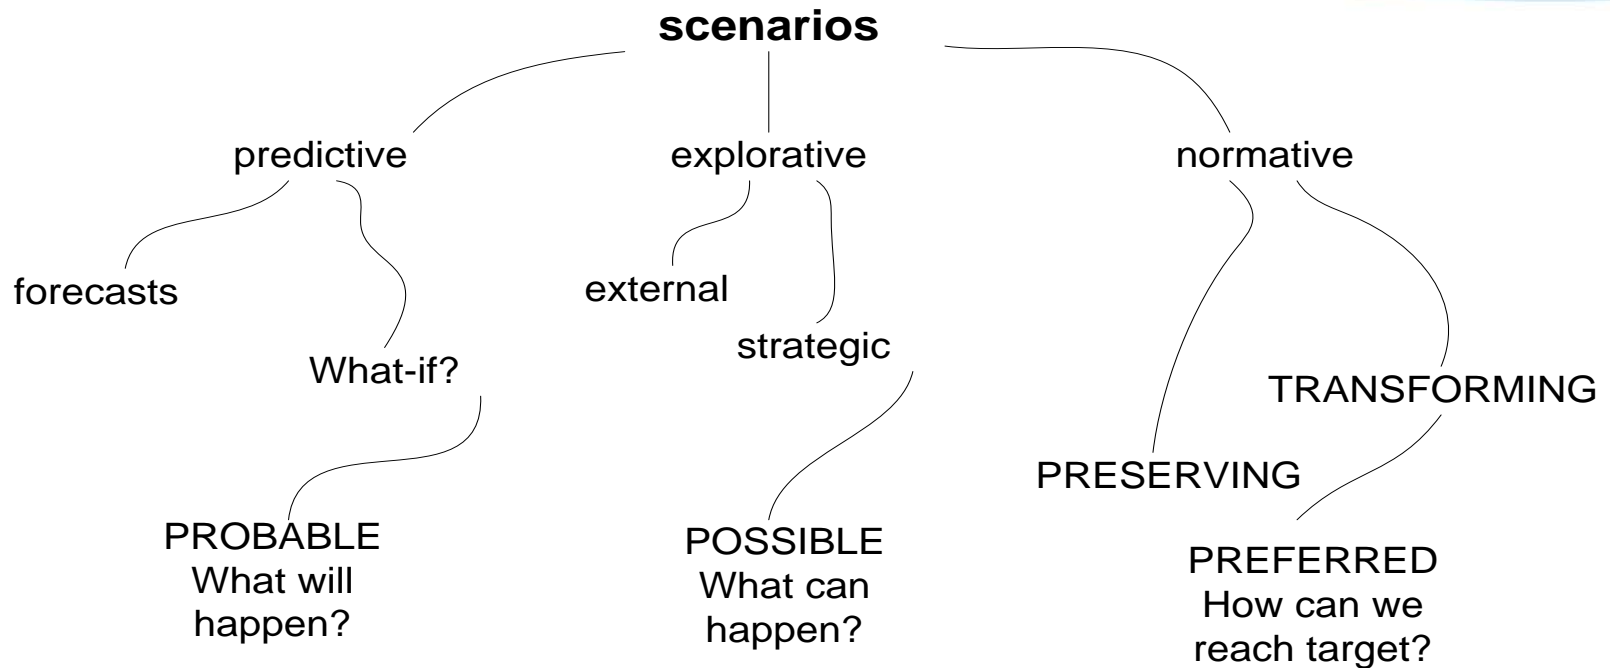 scenarios
predictive
explorative
normative
forecasts
external
strategic
What-if?
TRANSFORMING
PRESERVING
PROBABLE
What will
happen?
POSSIBLE
What can
happen?
PREFERRED
How can we
reach target?